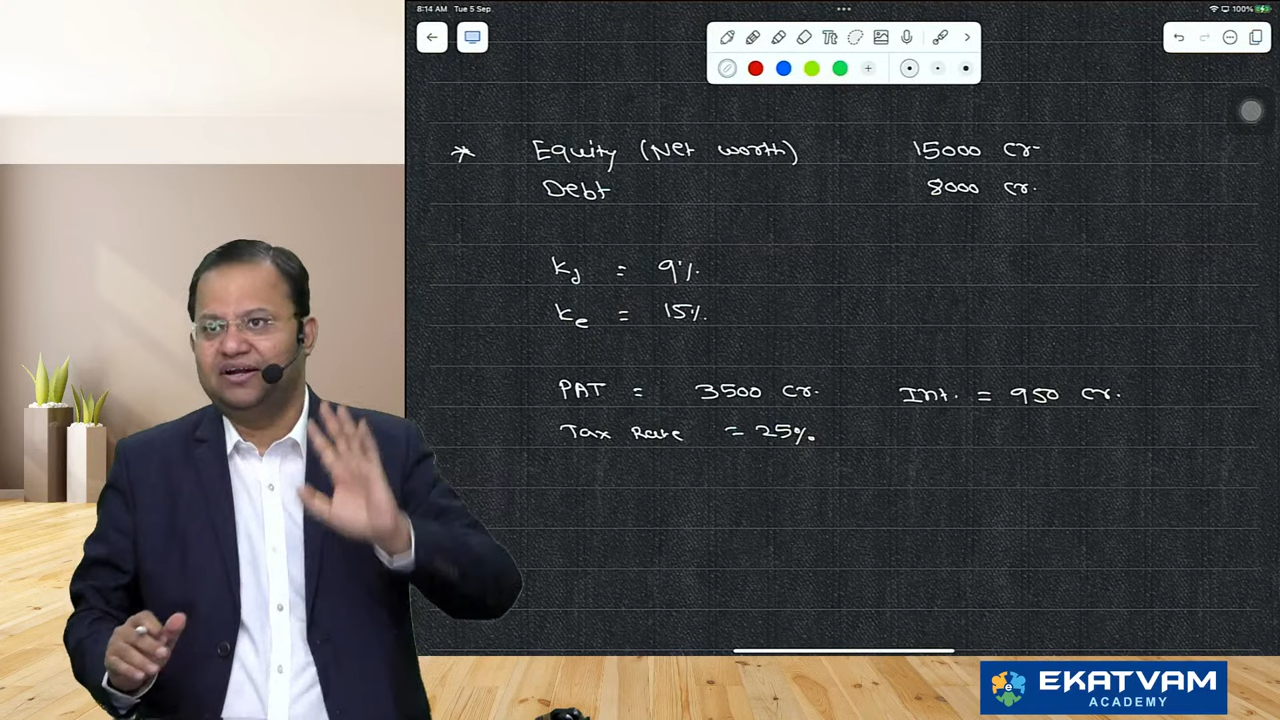 8:14 AM Tue 5 Sep
100%
Tt
* Equity (Net worth) 15000 cr.
Debt 8000 cr.
kd = 9%.
ke = 15%.
PAT = 3500 cr. Int. = 950 cr.
Tax Rate = 25%.
EKATVAM
ACADEMY